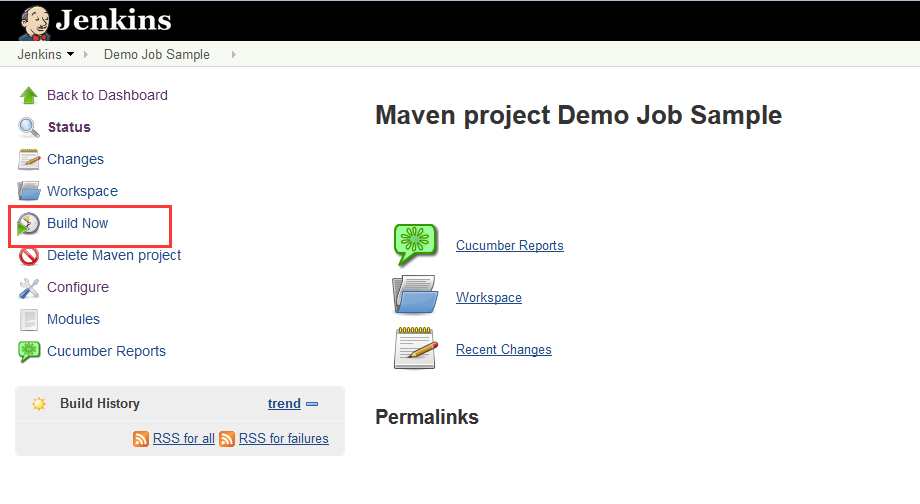 Jenkins
Jenkins Demo Job Sample
Back to Dashboard
Status
Changes
Workspace
Build Now
Delete Maven project
Configure
Modules
Cucumber Reports
Build History trend
RSS for all RSS for failures
Maven project Demo Job Sample
Cucumber Reports
Workspace
Recent Changes
Permalinks